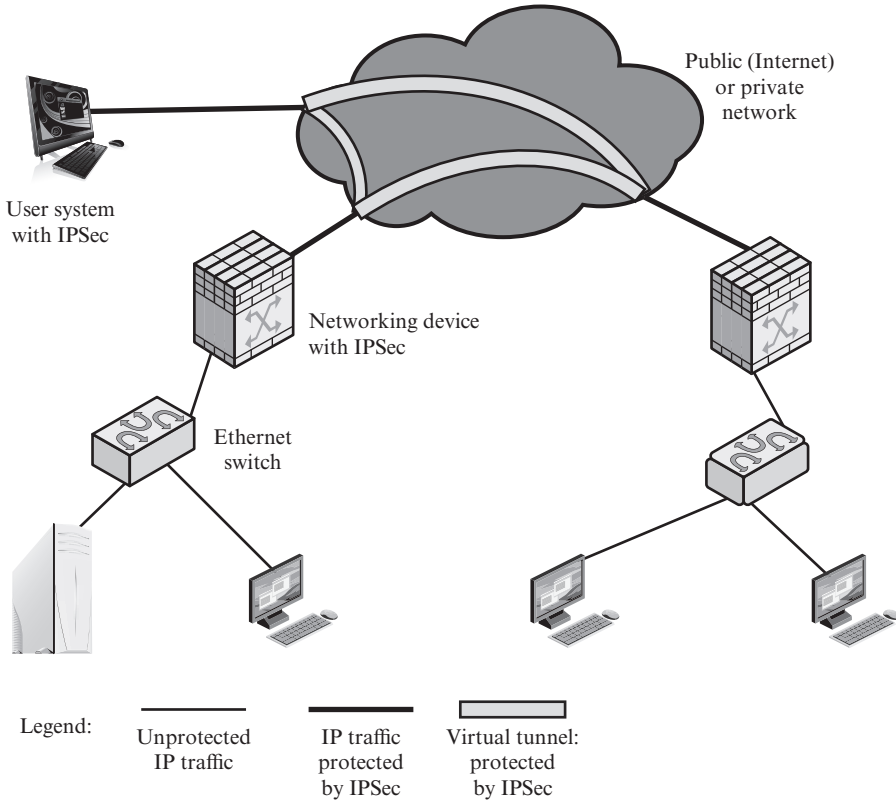 Public (Internet)
or private
network
User system
with IPSec
Networking device
with IPSec
Ethernet
switch
Legend:
Unprotected
IP traffic
IP traffic
protected
by IPSec
Virtual tunnel:
protected
by IPSec